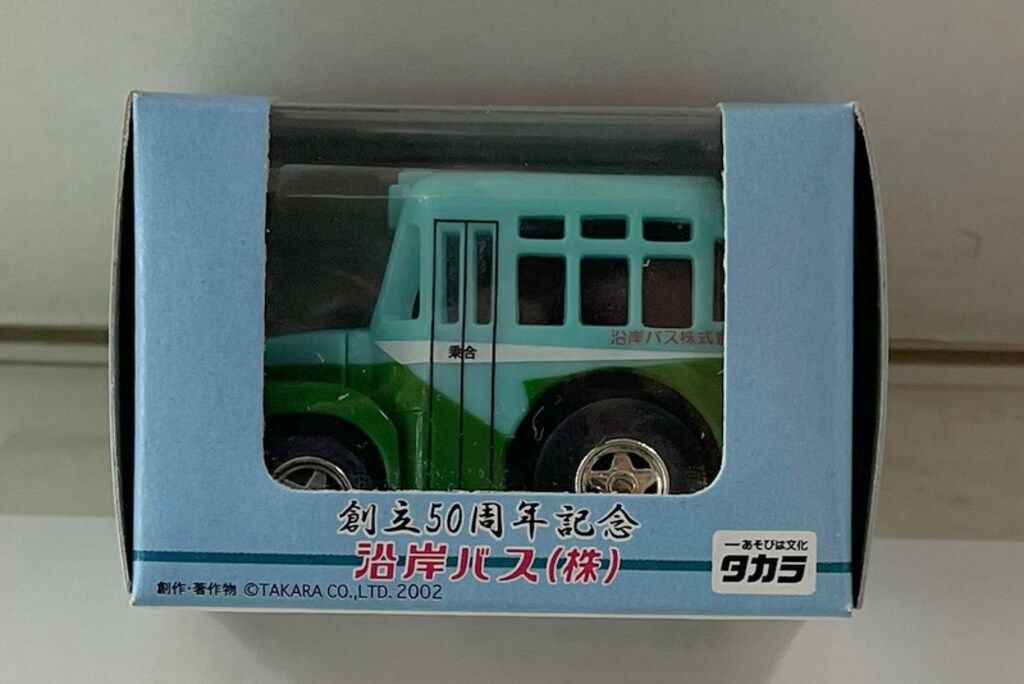 乗合
沿岸バス株式会
創立50周年記念
沿岸バス(株)
創作・著作物 ©TAKARA CO.,LTD. 2002
―あそびは文化
タカラ